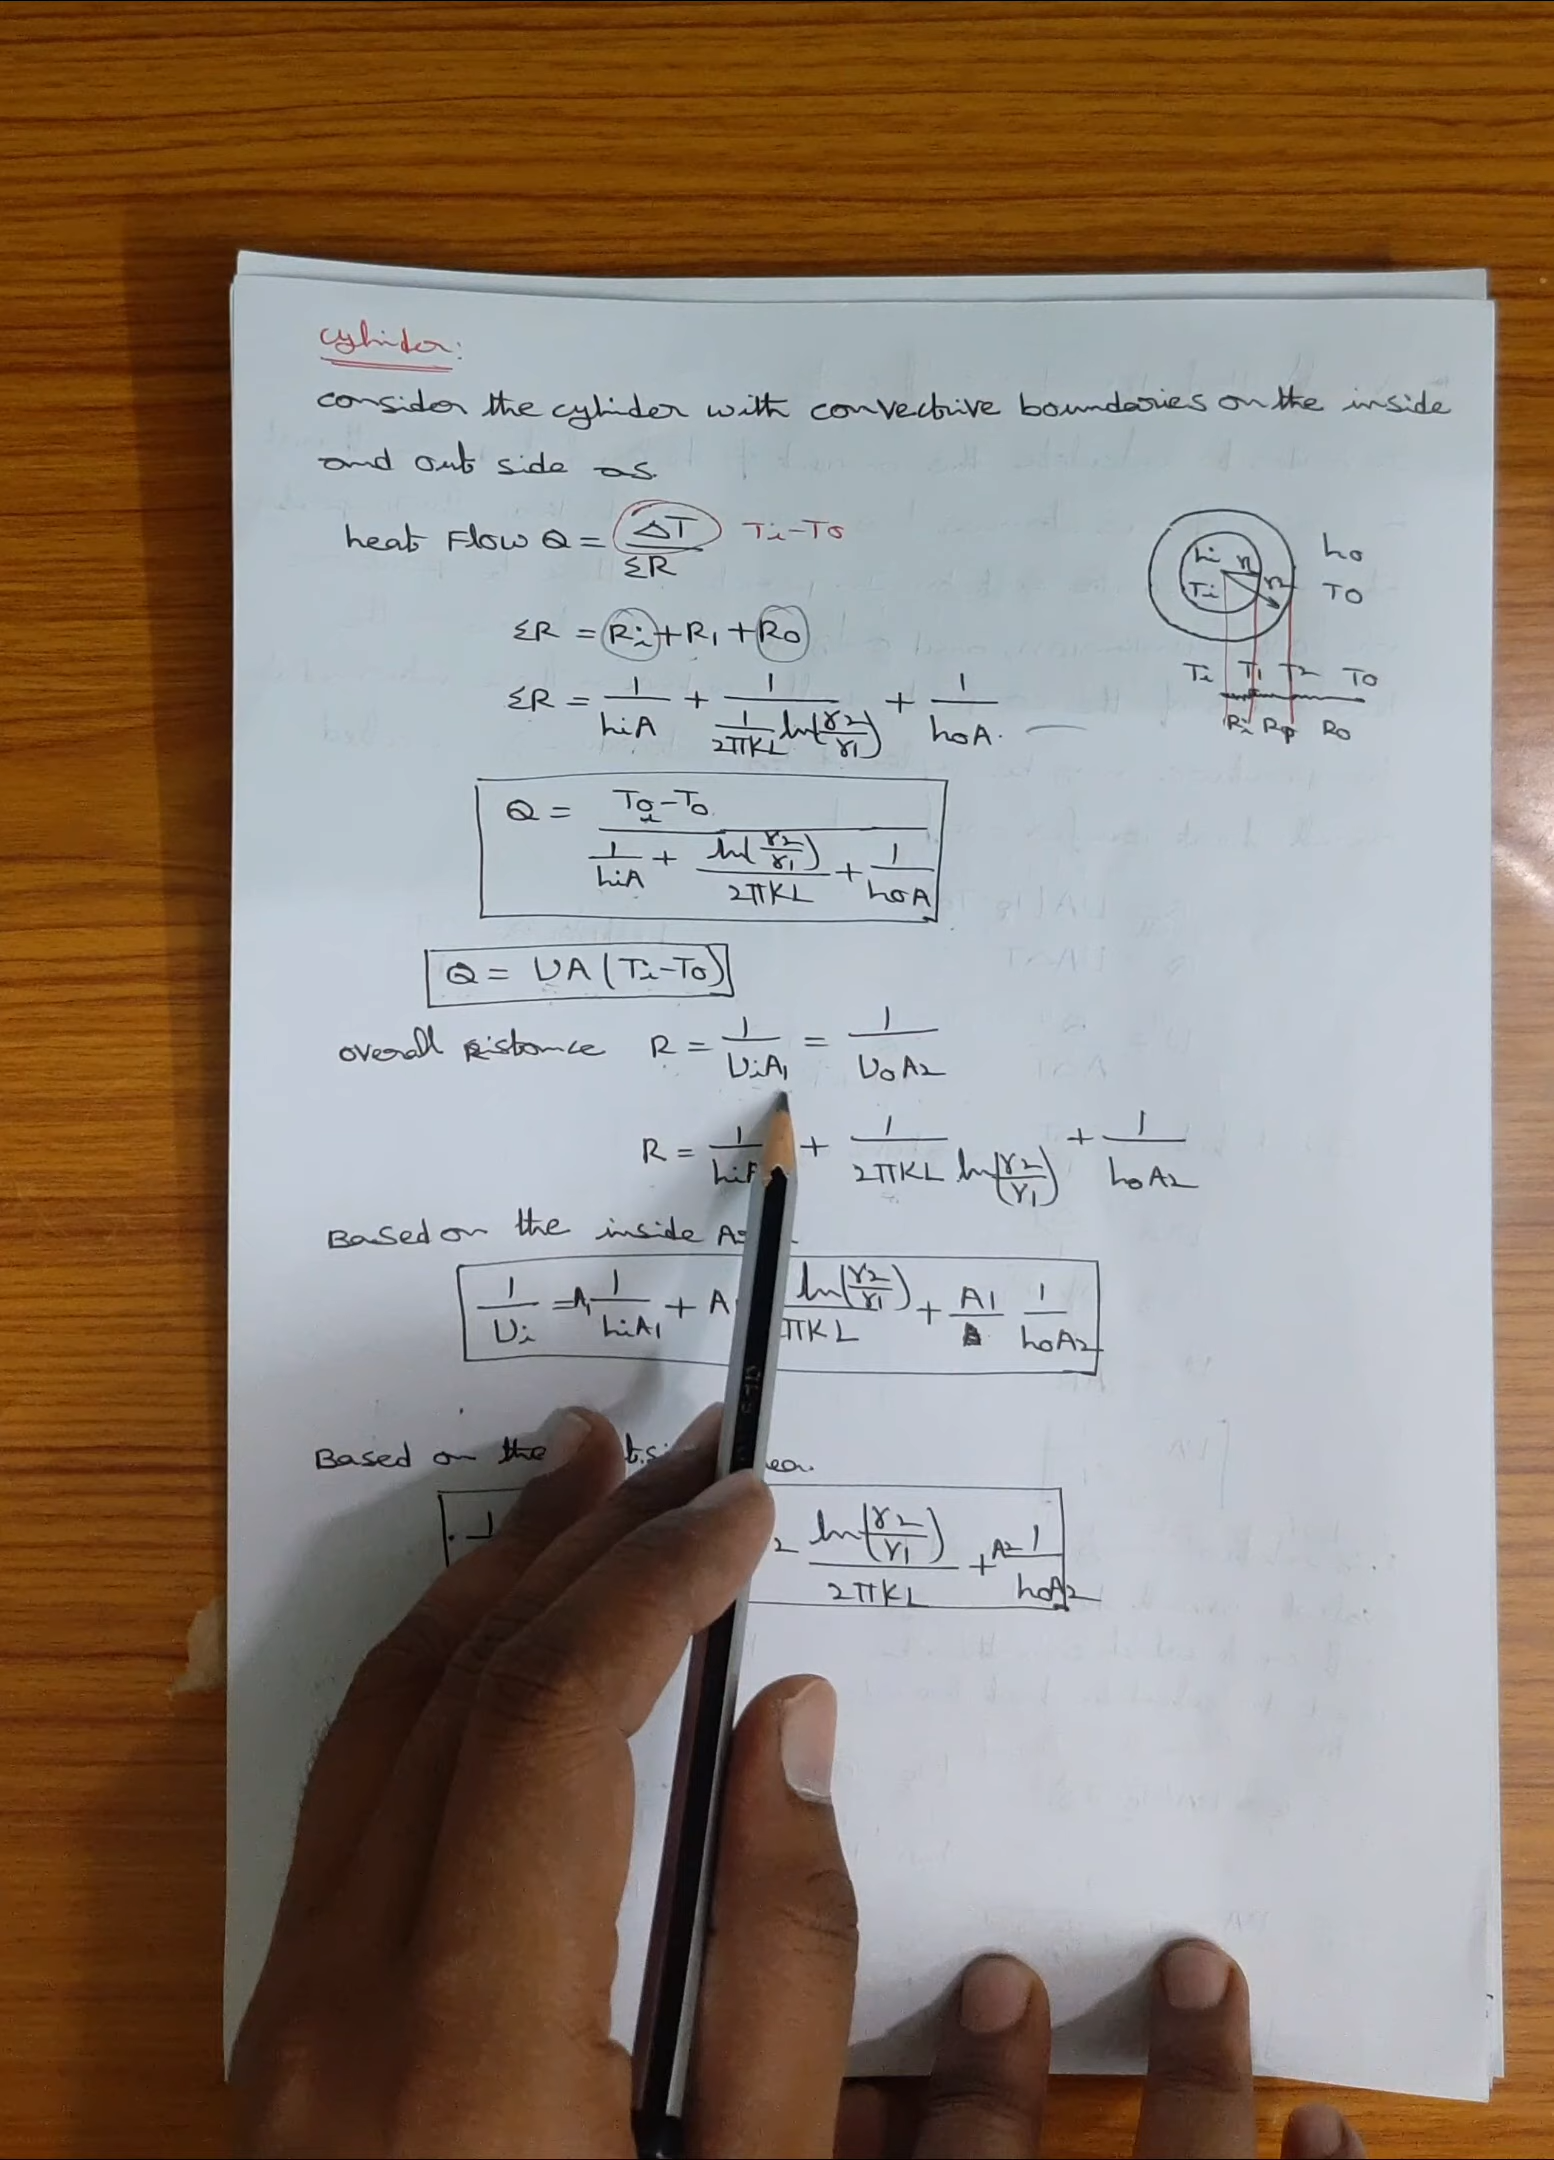 cylinder:
consider the cylinder with convective boundaries on the inside
and out side as
heat Flow Q = ΔT/ΣR Ti-To
hi r1 r2 ho
Ti To
ΣR = Ri + R1 + Ro
Ti T1 T2 To
ΣR = 1/hiA + 1/(1/2πKL ln(r2/r1)) + 1/hoA.
Ri Rp Ro
Q = Ti-To / (1/hiA + ln(r2/r1)/2πKL + 1/hoA)
Q = UA (Ti-To)
overall R = 1/UiA1 = 1/UoA2
R = 1/hi + 1/2πKL ln(r2/r1) + 1/hoA2
Based on the inside
1/Ui = A1 1/hiA1 + A ln(r2/r1)/πKL + A1 1/hoA2
Based on the
2 ln(r2/r1)/2πKL + A2 1/hoA2